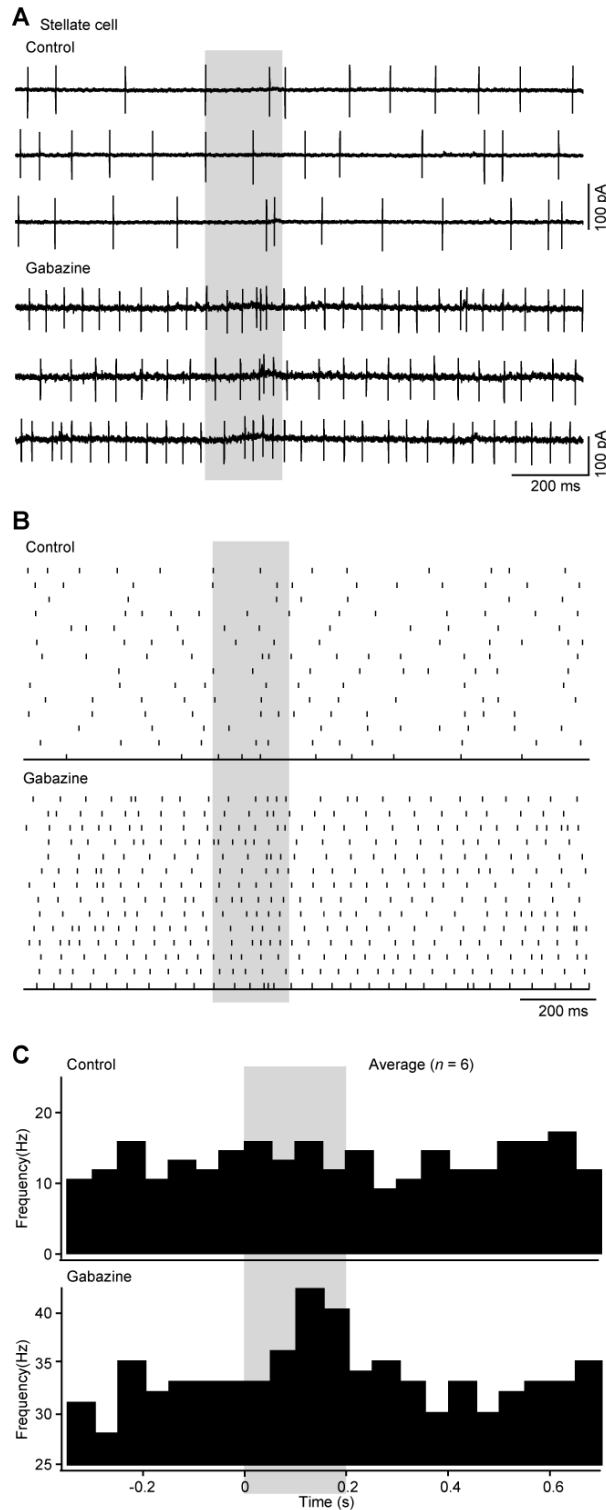 A
Stellate cell
Control
100 pA
Gabazine
100 pA
200 ms
B
Control
Gabazine
200 ms
C
Control
Average (n = 6)
Frequency(Hz)
20
10
0
Gabazine
Frequency(Hz)
40
35
30
25
-0.2
0
0.2
0.4
0.6
Time (s)